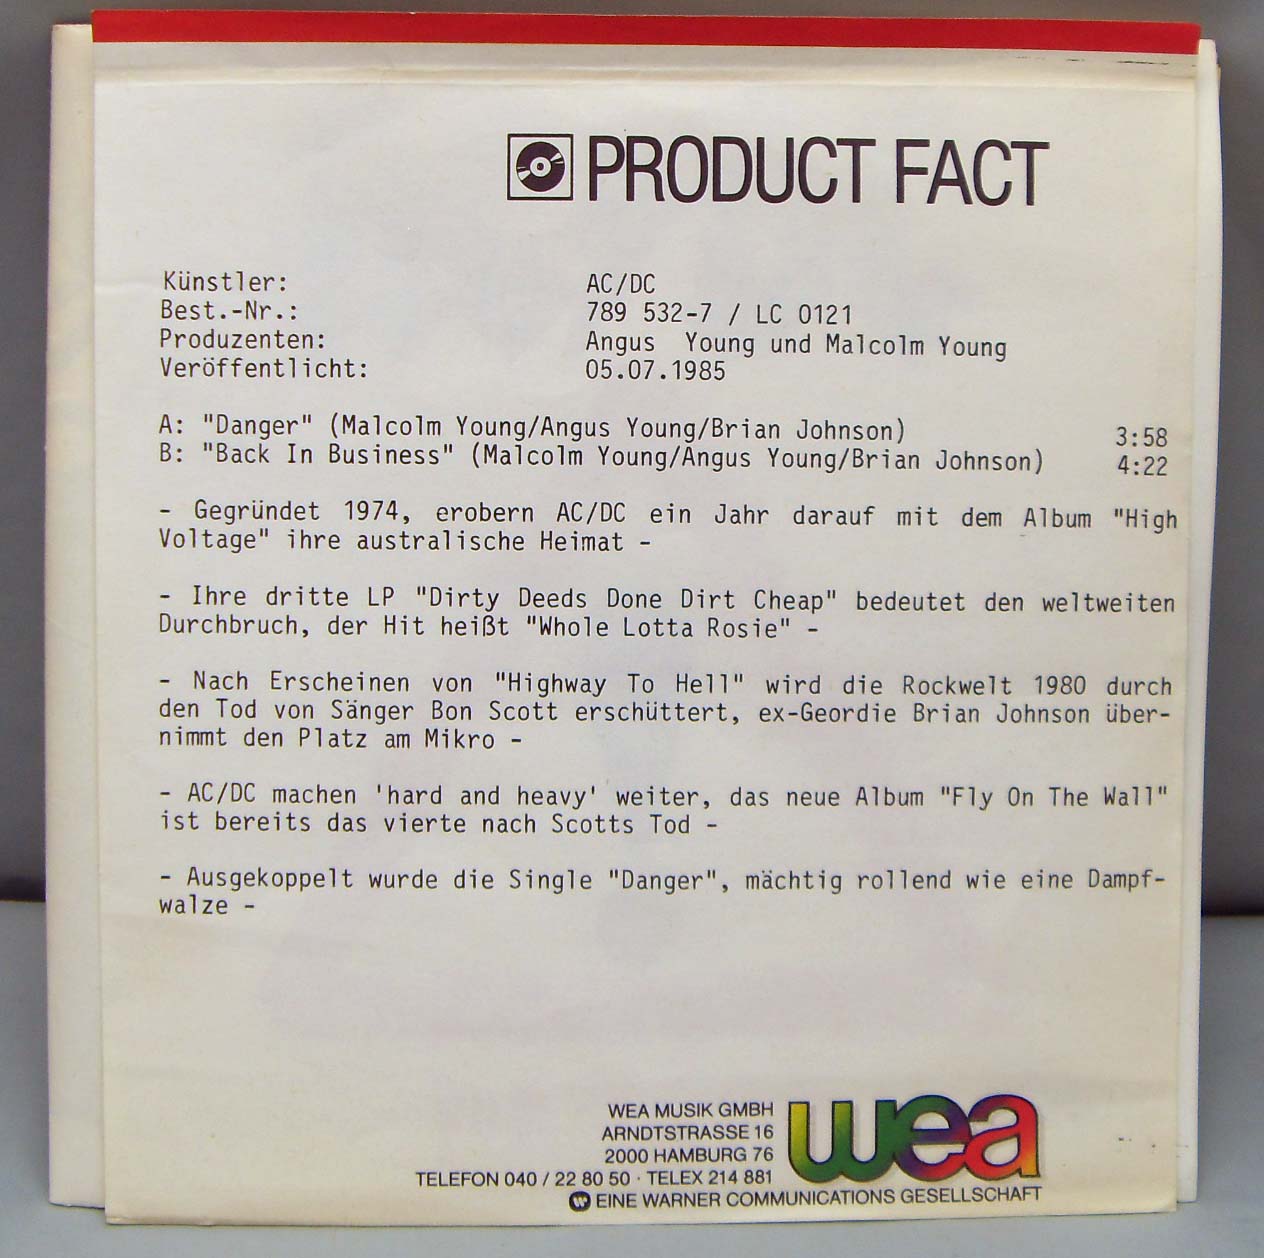 PRODUCT FACT
Künstler: AC/DC
Best.-Nr.: 789 532-7 / LC 0121
Produzenten: Angus Young und Malcolm Young
Veröffentlicht: 05.07.1985
A: "Danger" (Malcolm Young/Angus Young/Brian Johnson) 3:58
B: "Back In Business" (Malcolm Young/Angus Young/Brian Johnson) 4:22
- Gegründet 1974, erobern AC/DC ein Jahr darauf mit dem Album "High
Voltage" ihre australische Heimat -
- Ihre dritte LP "Dirty Deeds Done Dirt Cheap" bedeutet den weltweiten
Durchbruch, der Hit heißt "Whole Lotta Rosie" -
- Nach Erscheinen von "Highway To Hell" wird die Rockwelt 1980 durch
den Tod von Sänger Bon Scott erschüttert, ex-Geordie Brian Johnson über-
nimmt den Platz am Mikro -
- AC/DC machen 'hard and heavy' weiter, das neue Album "Fly On The Wall"
ist bereits das vierte nach Scotts Tod -
- Ausgekoppelt wurde die Single "Danger", mächtig rollend wie eine Dampf-
walze -
WEA MUSIK GMBH
ARNDTSTRASSE 16
2000 HAMBURG 76
TELEFON 040 / 22 80 50 · TELEX 214 881
wea
EINE WARNER COMMUNICATIONS GESELLSCHAFT